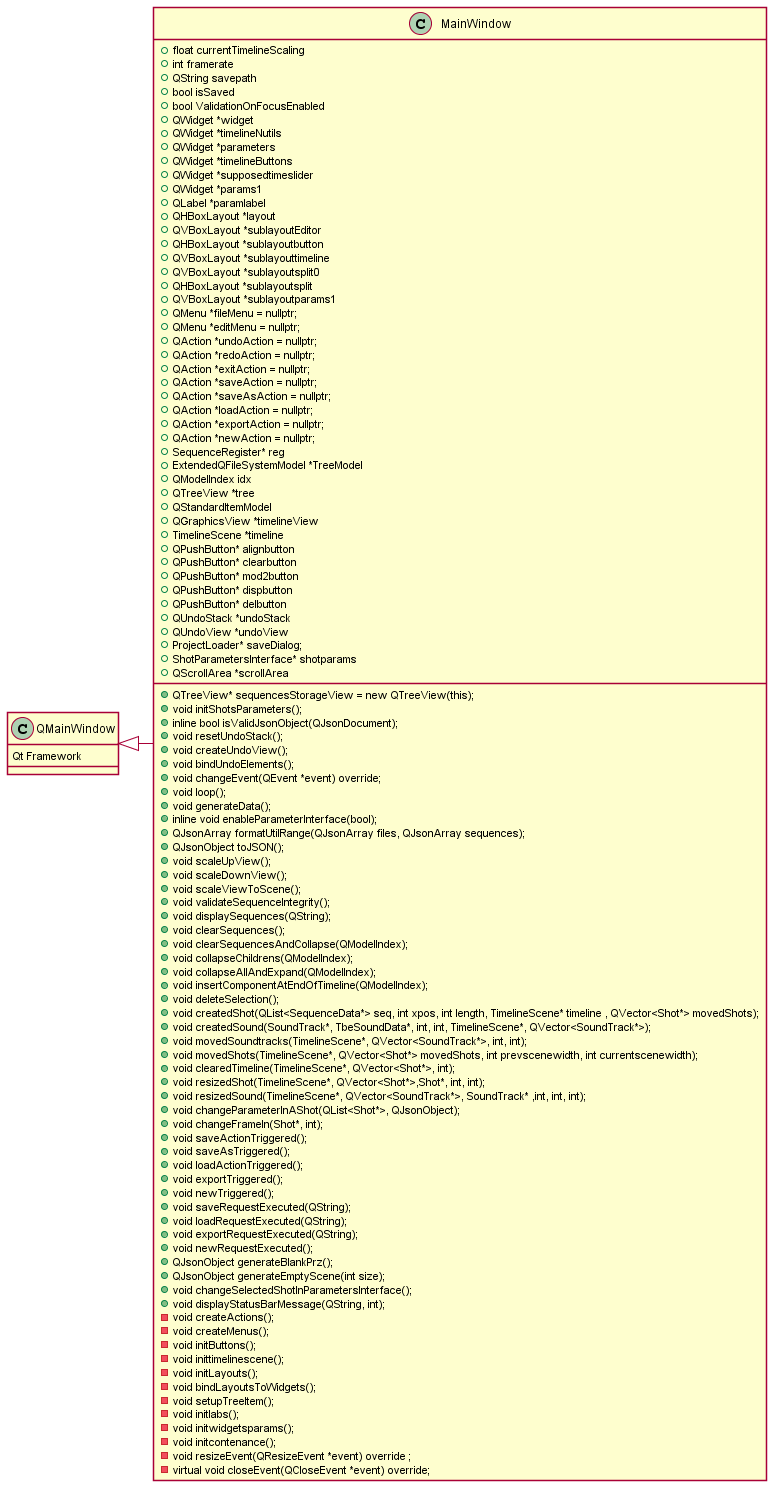 C MainWindow
float currentTimelineScaling
int framerate
QString savepath
bool isSaved
bool ValidationOnFocusEnabled
QWidget *widget
QWidget *timelineNutils
QWidget *parameters
QWidget *timelineButtons
QWidget *supposedtimeslider
QWidget *params1
QLabel *paramlabel
QHBoxLayout *layout
QVBoxLayout *sublayoutEditor
QHBoxLayout *sublayoutbutton
QVBoxLayout *sublayouttimeline
QVBoxLayout *sublayoutsplit0
QHBoxLayout *sublayoutsplit
QVBoxLayout *sublayoutparams1
QMenu *fileMenu = nullptr;
QMenu *editMenu = nullptr;
QAction *undoAction = nullptr;
QAction *redoAction = nullptr;
QAction *exitAction = nullptr;
QAction *saveAction = nullptr;
QAction *saveAsAction = nullptr;
QAction *loadAction = nullptr;
QAction *exportAction = nullptr;
QAction *newAction = nullptr;
SequenceRegister* reg
ExtendedQFileSystemModel *TreeModel
QModelIndex idx
QTreeView *tree
QStandardItemModel
QGraphicsView *timelineView
TimelineScene *timeline
QPushButton* alignbutton
QPushButton* clearbutton
QPushButton* mod2button
QPushButton* dispbutton
QPushButton* delbutton
QUndoStack *undoStack
QUndoView *undoView
ProjectLoader* saveDialog;
ShotParametersInterface* shotparams
QScrollArea *scrollArea
QTreeView* sequencesStorageView = new QTreeView(this);
void initShotsParameters();
inline bool isValidJsonObject(QJsonDocument);
void resetUndoStack();
void createUndoView();
void bindUndoElements();
void changeEvent(QEvent *event) override;
void loop();
void generateData();
inline void enableParameterInterface(bool);
QJsonArray formatUtilRange(QJsonArray files, QJsonArray sequences);
QJsonObject toJSON();
void scaleUpView();
void scaleDownView();
void scaleViewToScene();
void validateSequenceIntegrity();
void displaySequences(QString);
void clearSequences();
void clearSequencesAndCollapse(QModelIndex);
void collapseChildrens(QModelIndex);
void collapseAllAndExpand(QModelIndex);
void insertComponentAtEndOfTimeline(QModelIndex);
void deleteSelection();
void createdShot(QList<SequenceData*> seq, int xpos, int length, TimelineScene* timeline , QVector<Shot*> movedShots);
void createdSound(SoundTrack*, TbeSoundData*, int, int, TimelineScene*, QVector<SoundTrack*>);
void movedSoundtracks(TimelineScene*, QVector<SoundTrack*>, int, int);
void movedShots(TimelineScene*, QVector<Shot*> movedShots, int prevscenewidth, int currentscenewidth);
void clearedTimeline(TimelineScene*, QVector<Shot*>, int);
void resizedShot(TimelineScene*, QVector<Shot*>,Shot*, int, int);
void resizedSound(TimelineScene*, QVector<SoundTrack*>, SoundTrack* ,int, int, int);
void changeParameterInAShot(QList<Shot*>, QJsonObject);
void changeFrameIn(Shot*, int);
void saveActionTriggered();
void saveAsTriggered();
void loadActionTriggered();
void exportTriggered();
void newTriggered();
void saveRequestExecuted(QString);
void loadRequestExecuted(QString);
void exportRequestExecuted(QString);
void newRequestExecuted();
QJsonObject generateBlankPrz();
QJsonObject generateEmptyScene(int size);
void changeSelectedShotInParametersInterface();
void displayStatusBarMessage(QString, int);
void createActions();
void createMenus();
void initButtons();
void inittimelinescene();
void initLayouts();
void bindLayoutsToWidgets();
void setupTreeItem();
void initlabs();
void initwidgetsparams();
void initcontenance();
void resizeEvent(QResizeEvent *event) override ;
virtual void closeEvent(QCloseEvent *event) override;
C QMainWindow
Qt Framework